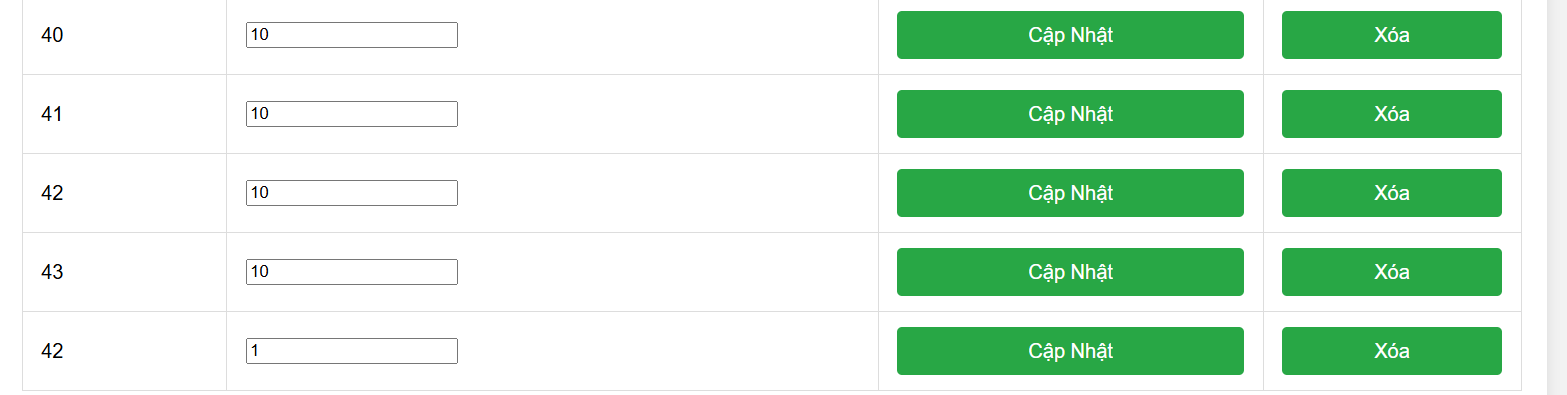 40 10 Cập Nhật Xóa
41 10 Cập Nhật Xóa
42 10 Cập Nhật Xóa
43 10 Cập Nhật Xóa
42 1 Cập Nhật Xóa